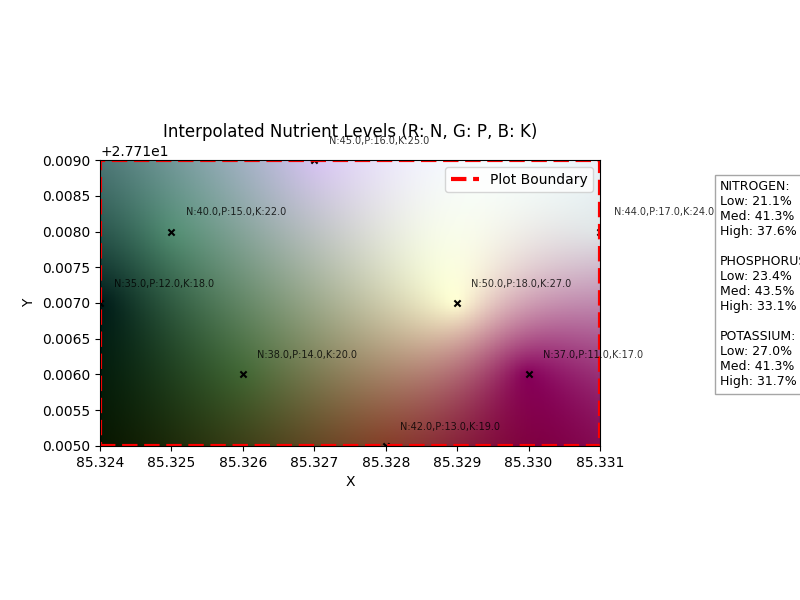 Interpolated Nutrient Levels (R: N, G: P, B: K)
N:45.0,P:16.0,K:25.0
+2.771e1
0.0090
Plot Boundary
0.0085
N:40.0,P:15.0,K:22.0
N:44.0,P:17.0,K:24.0
0.0080
0.0075
N:35.0,P:12.0,K:18.0
N:50.0,P:18.0,K:27.0
0.0070
Y
0.0065
N:38.0,P:14.0,K:20.0
N:37.0,P:11.0,K:17.0
0.0060
0.0055
N:42.0,P:13.0,K:19.0
0.0050
85.324 85.325 85.326 85.327 85.328 85.329 85.330 85.331
X
NITROGEN:
Low: 21.1%
Med: 41.3%
High: 37.6%
PHOSPHORUS
Low: 23.4%
Med: 43.5%
High: 33.1%
POTASSIUM:
Low: 27.0%
Med: 41.3%
High: 31.7%